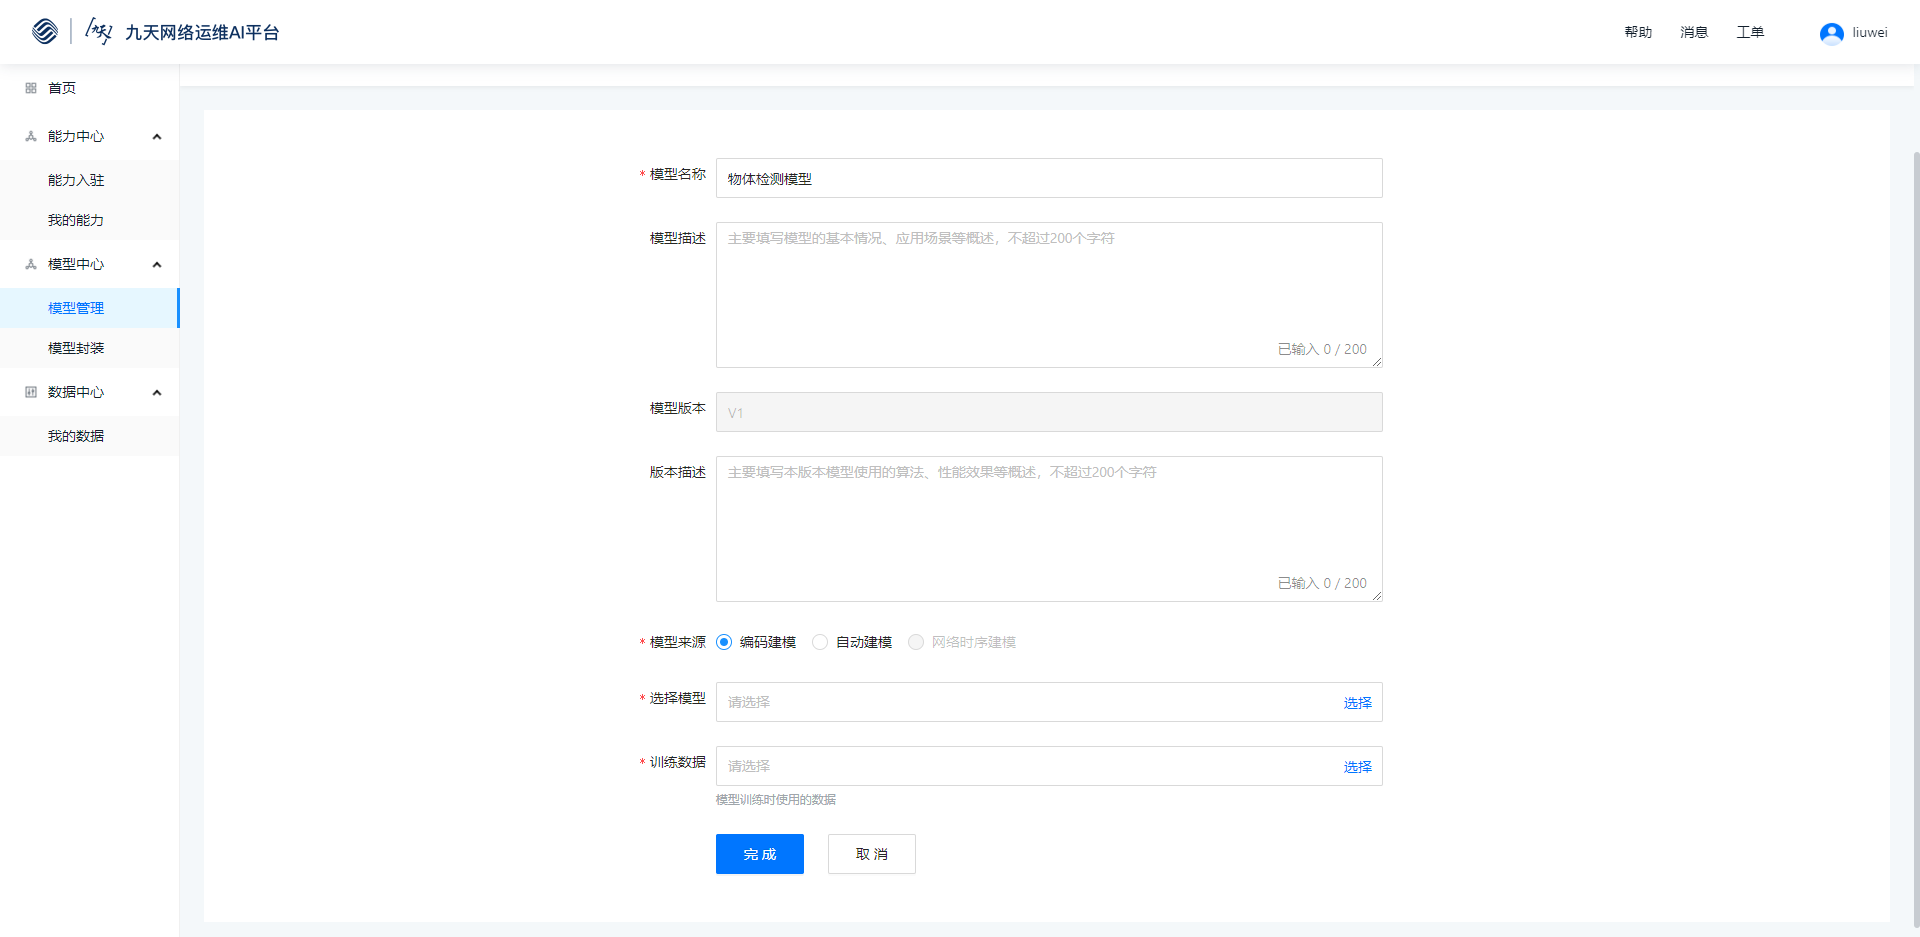 九天网络运维AI平台
帮助
消息
工单
liuwei
首页
能力中心
能力入驻
我的能力
模型中心
模型管理
模型封装
数据中心
我的数据
* 模型名称
物体检测模型
模型描述
主要填写模型的基本情况、应用场景等概述，不超过200个字符
已输入 0 / 200
模型版本
V1
版本描述
主要填写本版本模型使用的算法、性能效果等概述，不超过200个字符
已输入 0 / 200
* 模型来源
编码建模
自动建模
网络时序建模
* 选择模型
请选择
选择
* 训练数据
请选择
选择
模型训练时使用的数据
完成
取消